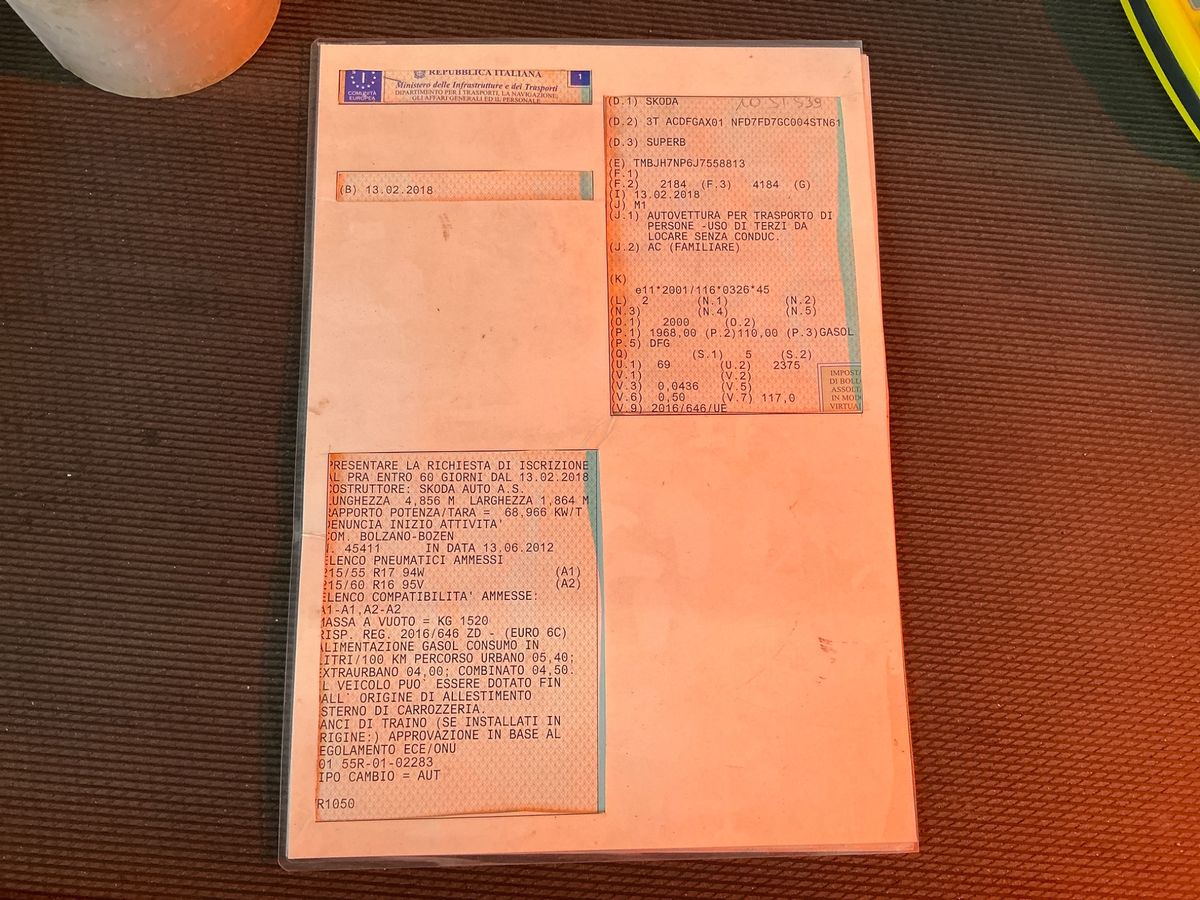 REPUBBLICA ITALIANA
Ministero delle Infrastrutture e dei Trasporti
DIPARTIMENTO PER I TRASPORTI, LA NAVIGAZIONE,
GLI AFFARI GENERALI ED IL PERSONALE
I
COMUNITÀ
EUROPEA
1
(B) 13.02.2018
(D.1) SKODA
(D.2) 3T ACDFGAX01 NFD7FD7GC004STN61
(D.3) SUPERB
(E) TMBJH7NP6J7558813
(F.1)
(F.2) 2184 (F.3) 4184 (G)
(I) 13.02.2018
(J) M1
(J.1) AUTOVETTURA PER TRASPORTO DI
PERSONE -USO DI TERZI DA
LOCARE SENZA CONDUC.
(J.2) AC (FAMILIARE)
(K)
e11*2001/116*0326*45
(L) 2 (N.1) (N.2)
(N.3) (N.4) (N.5)
(O.1) 2000 (O.2)
(P.1) 1968,00 (P.2)110,00 (P.3)GASOL
(P.5) DFG
(Q) (S.1) 5 (S.2)
(U.1) 69 (U.2) 2375
(V.1) (V.2)
(V.3) 0,0436 (V.5)
(V.6) 0,50 (V.7) 117,0
(V.9) 2016/646/UE
IMPOSTA
DI BOLL
ASSOLT
IN MOD
VIRTUA
PRESENTARE LA RICHIESTA DI ISCRIZIONE
AL PRA ENTRO 60 GIORNI DAL 13.02.2018
COSTRUTTORE: SKODA AUTO A.S.
LUNGHEZZA 4,856 M LARGHEZZA 1,864 M
RAPPORTO POTENZA/TARA = 68,966 KW/T
DENUNCIA INIZIO ATTIVITA'
COM. BOLZANO-BOZEN
N. 45411 IN DATA 13.06.2012
ELENCO PNEUMATICI AMMESSI
215/55 R17 94W (A1)
215/60 R16 95V (A2)
ELENCO COMPATIBILITA' AMMESSE:
A1-A1,A2-A2
MASSA A VUOTO = KG 1520
RISP. REG. 2016/646 ZD - (EURO 6C)
ALIMENTAZIONE GASOL CONSUMO IN
LITRI/100 KM PERCORSO URBANO 05,40;
EXTRAURBANO 04,00; COMBINATO 04,50.
IL VEICOLO PUO' ESSERE DOTATO FIN
DALL' ORIGINE DI ALLESTIMENTO
ESTERNO DI CARROZZERIA.
GANCI DI TRAINO (SE INSTALLATI IN
ORIGINE:) APPROVAZIONE IN BASE AL
REGOLAMENTO ECE/ONU
01 55R-01-02283
TIPO CAMBIO = AUT
R1050